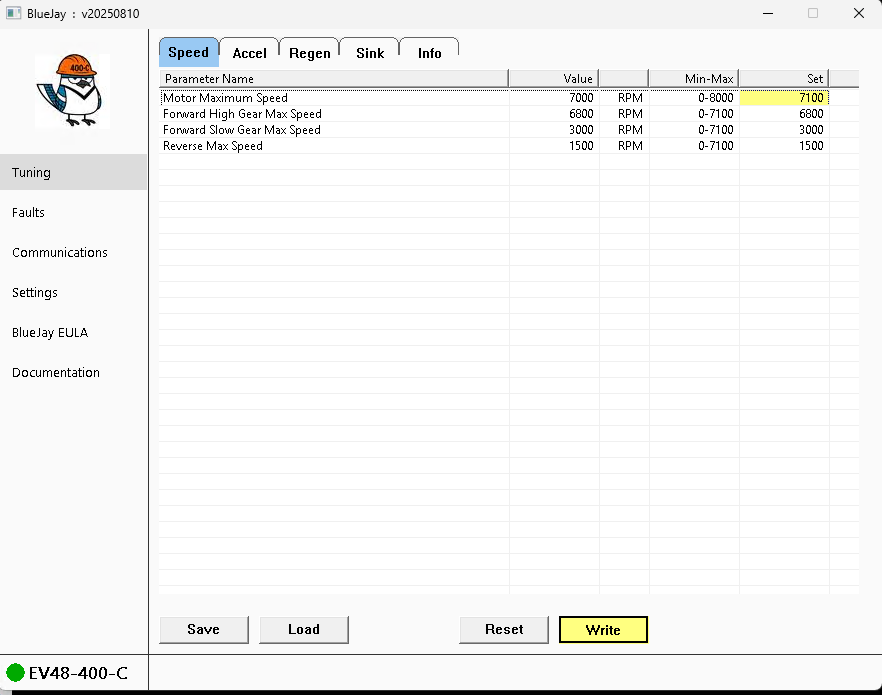 BlueJay : v20250810
400-C
Tuning
Faults
Communications
Settings
BlueJay EULA
Documentation
Speed Accel Regen Sink Info
Parameter Name Value Min-Max Set
Motor Maximum Speed 7000 RPM 0-8000 7100
Forward High Gear Max Speed 6800 RPM 0-7100 6800
Forward Slow Gear Max Speed 3000 RPM 0-7100 3000
Reverse Max Speed 1500 RPM 0-7100 1500
Save Load Reset Write
EV48-400-C